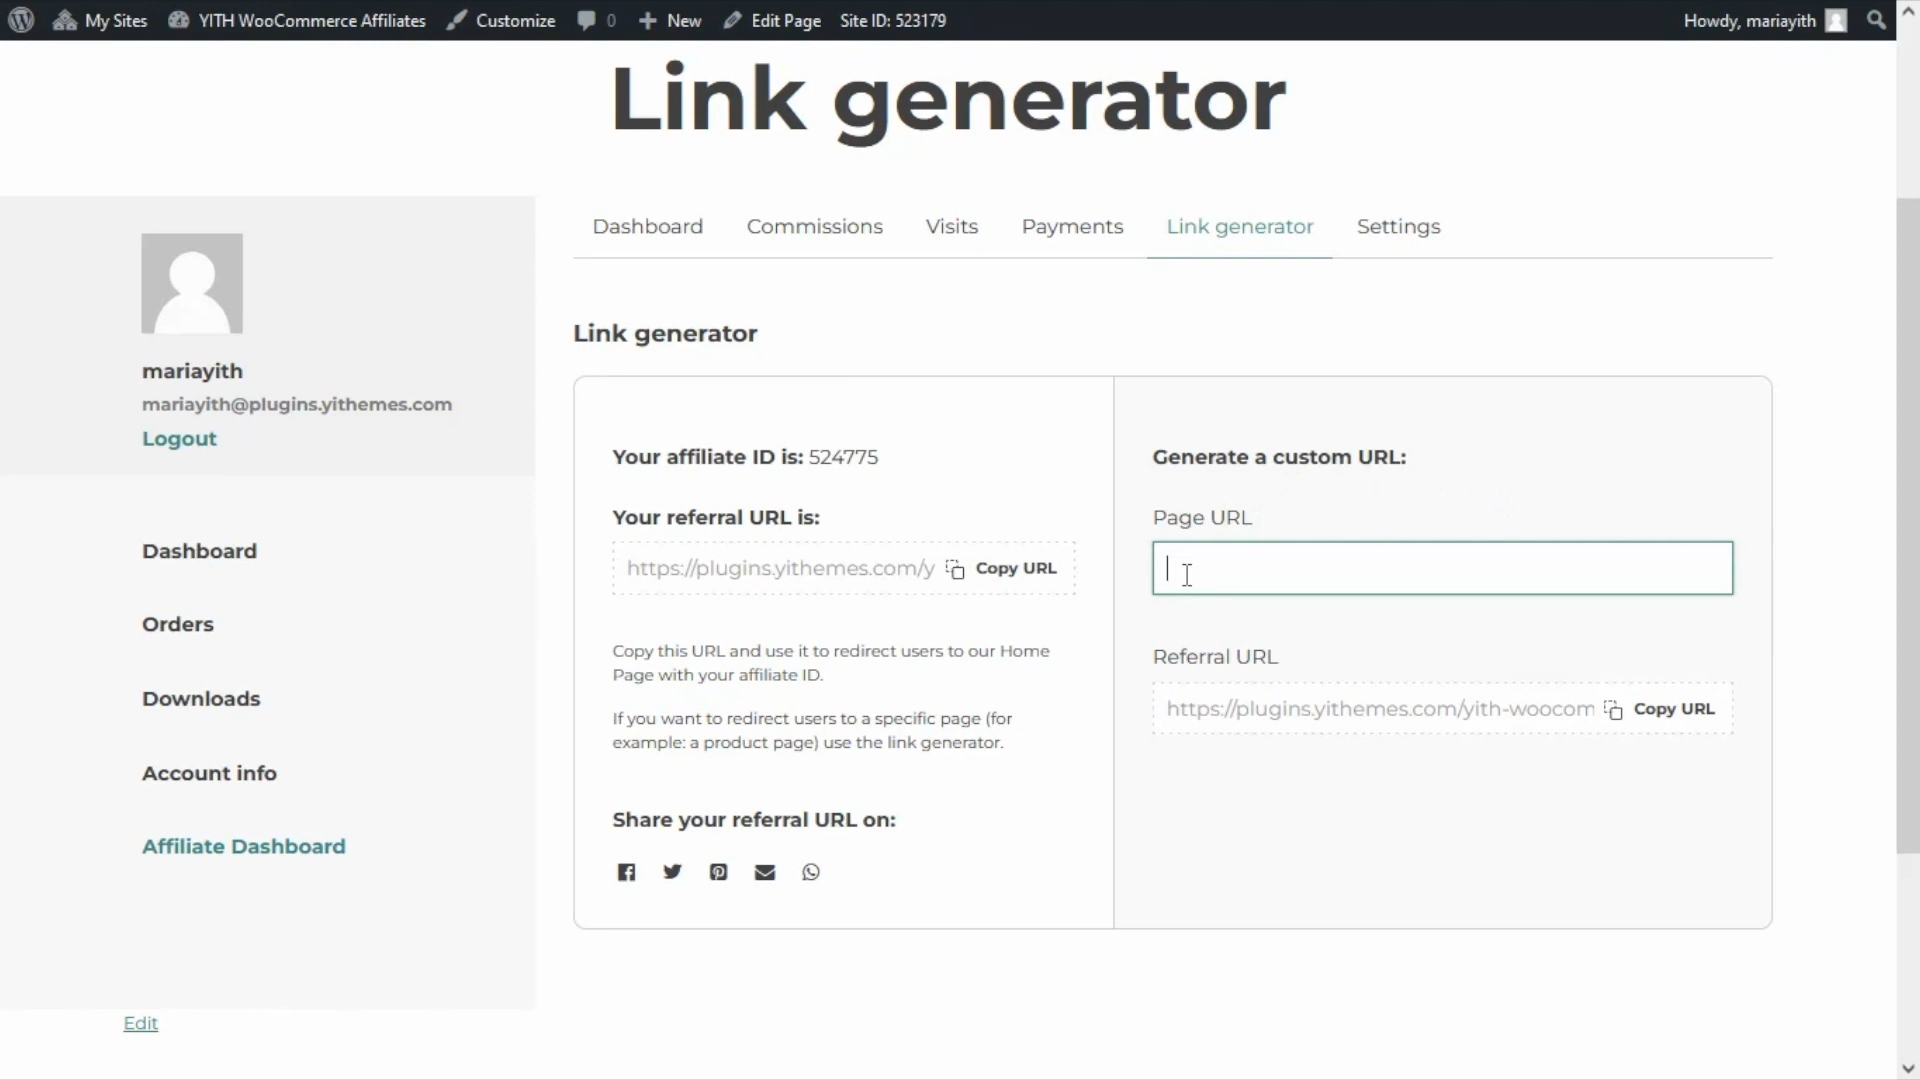 My Sites YITH WooCommerce Affiliates Customize 0 New Edit Page Site ID: 523179 Howdy, mariayith
Link generator
Dashboard Commissions Visits Payments Link generator Settings
mariayith
mariayith@plugins.yithemes.com
Logout
Dashboard
Orders
Downloads
Account info
Affiliate Dashboard
Edit
Link generator
Your affiliate ID is: 524775
Your referral URL is:
https://plugins.yithemes.com/y Copy URL
Copy this URL and use it to redirect users to our Home
Page with your affiliate ID.
If you want to redirect users to a specific page (for
example: a product page) use the link generator.
Share your referral URL on:
Generate a custom URL:
Page URL
Referral URL
https://plugins.yithemes.com/yith-woocom Copy URL